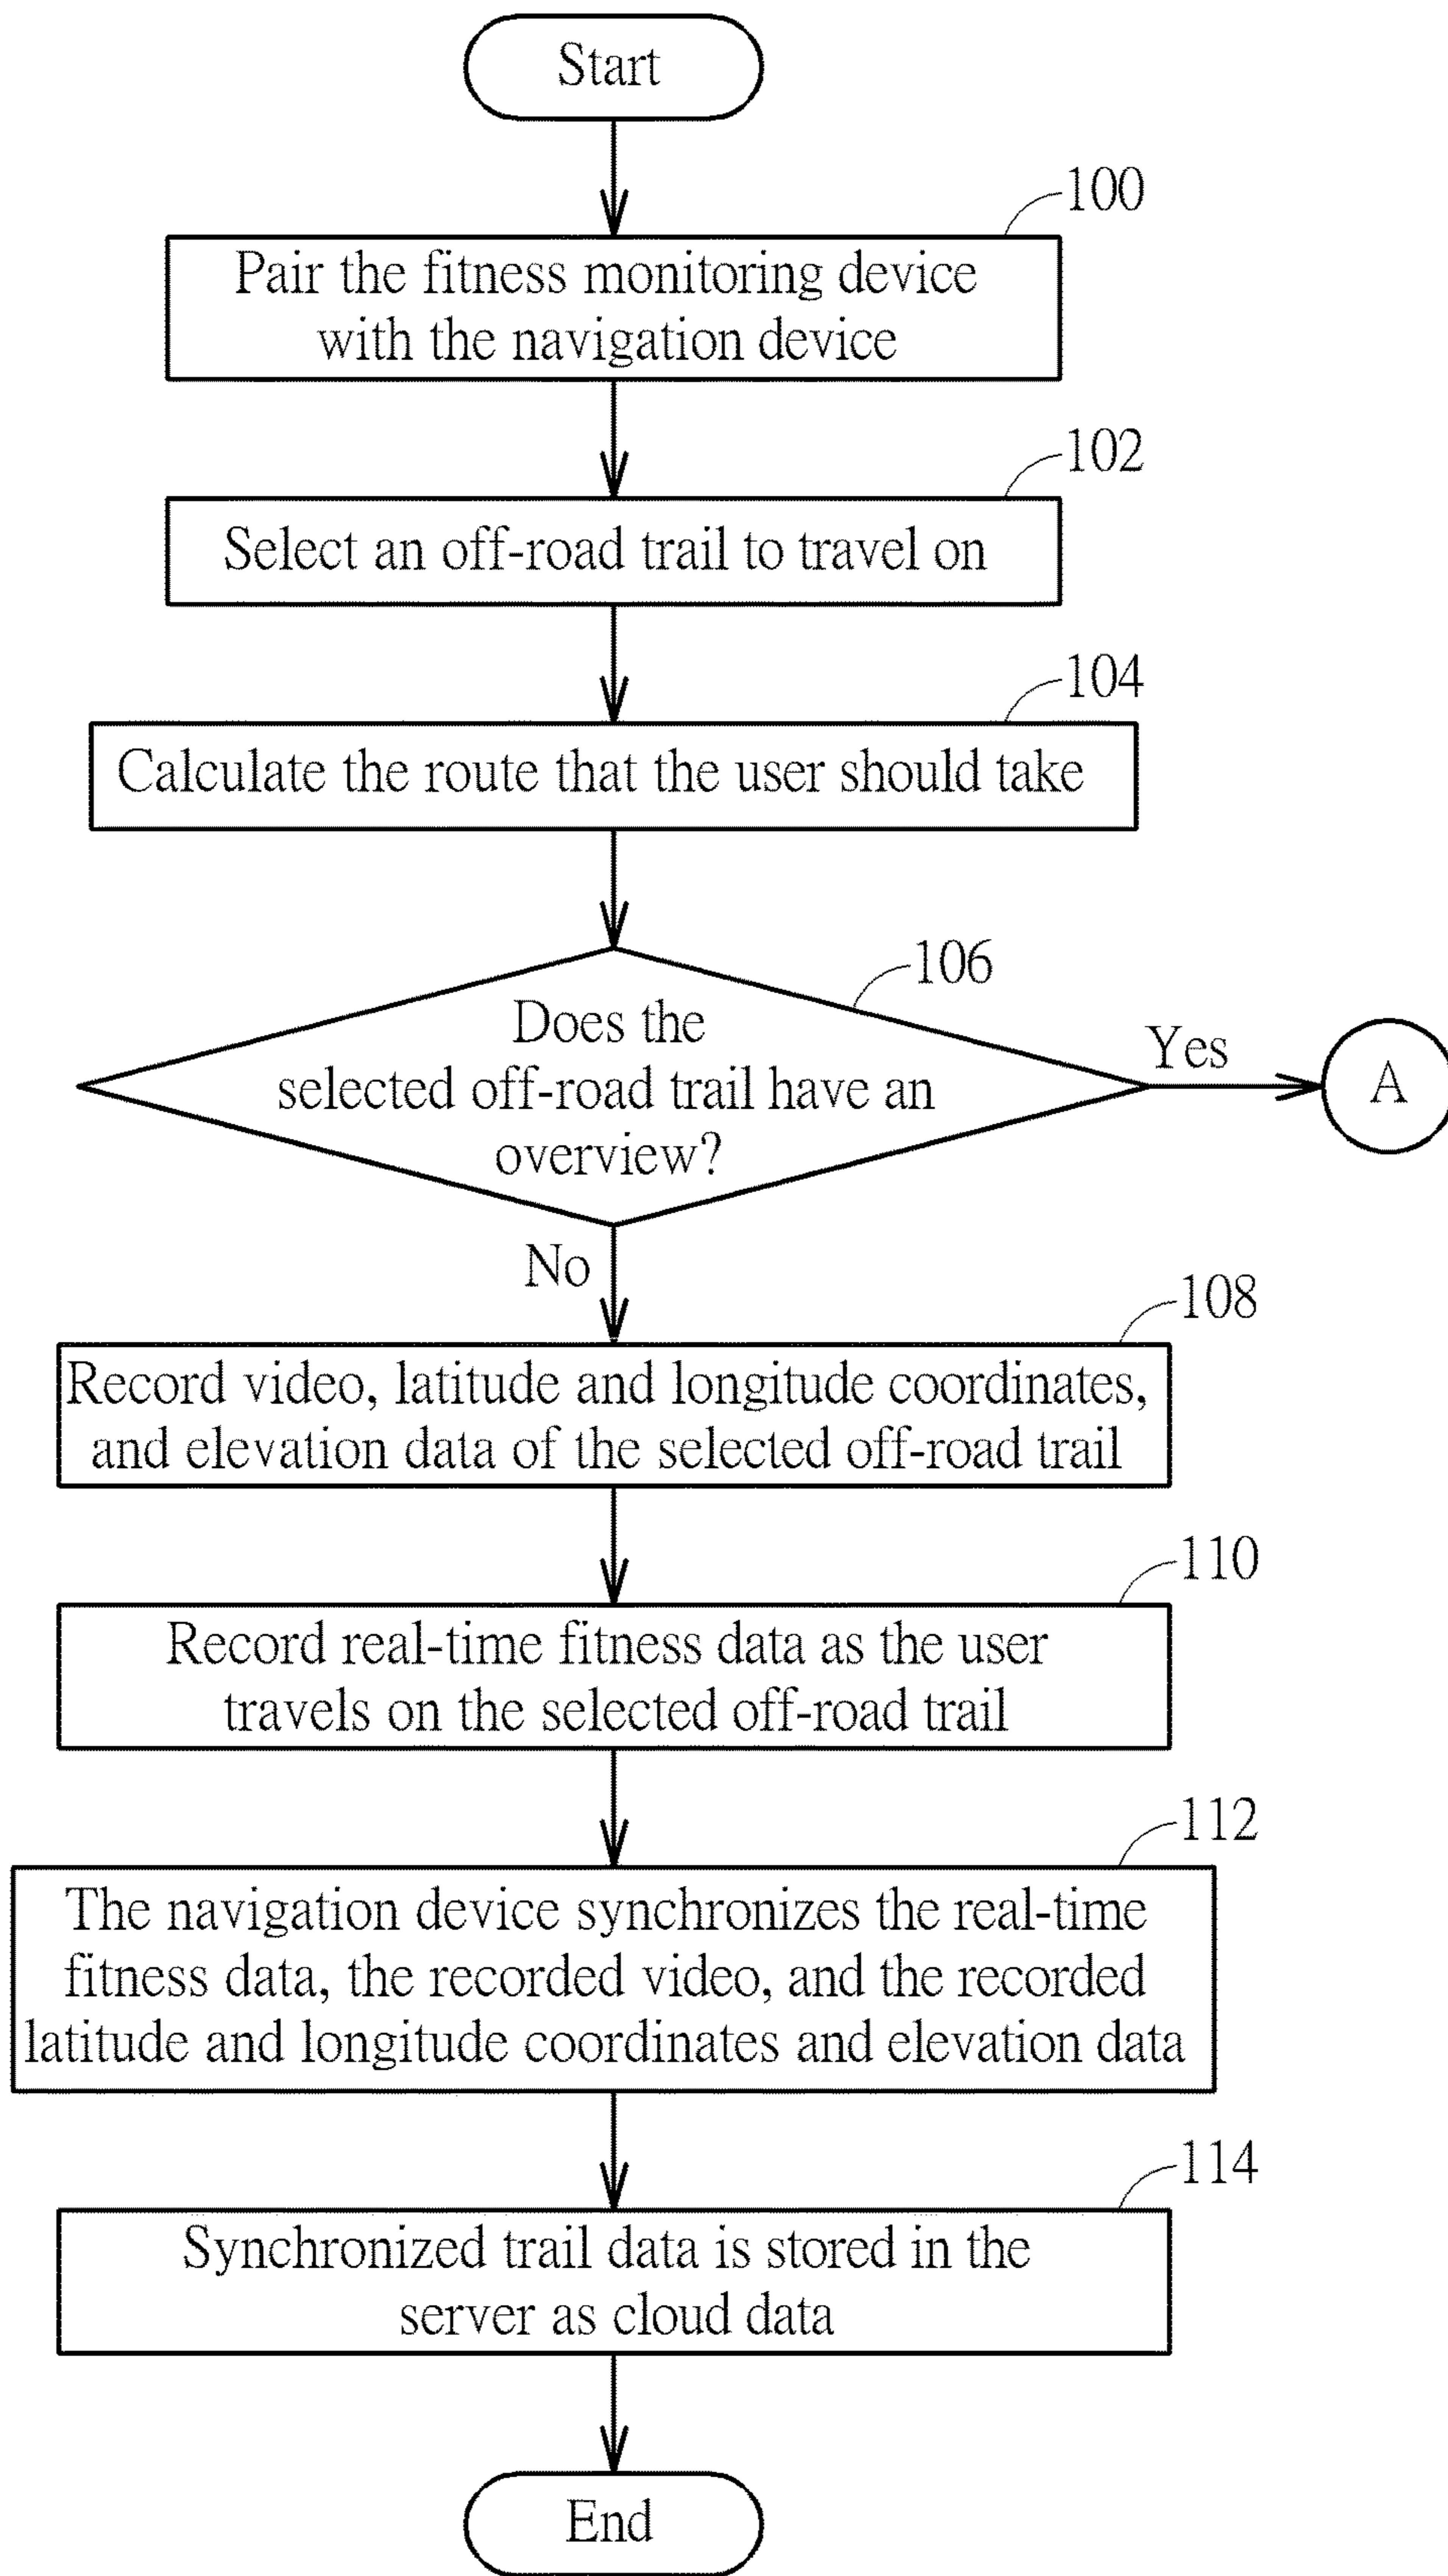 Start
100
Pair the fitness monitoring device
with the navigation device
102
Select an off-road trail to travel on
104
Calculate the route that the user should take
106
Does the
selected off-road trail have an
overview?
Yes
A
No
108
Record video, latitude and longitude coordinates,
and elevation data of the selected off-road trail
110
Record real-time fitness data as the user
travels on the selected off-road trail
112
The navigation device synchronizes the real-time
fitness data, the recorded video, and the recorded
latitude and longitude coordinates and elevation data
114
Synchronized trail data is stored in the
server as cloud data
End